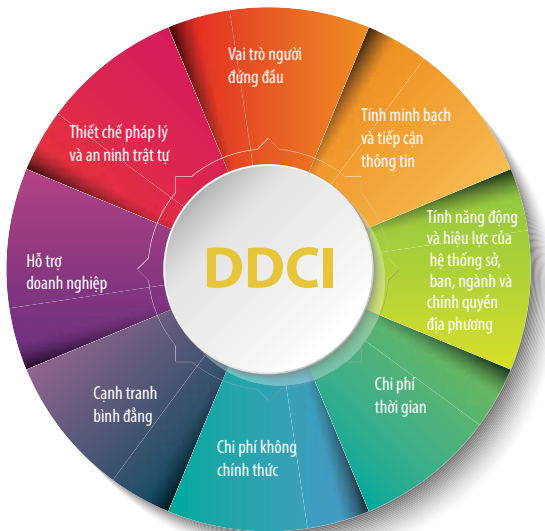 Vai trò người
đứng đầu
Tính minh bạch
và tiếp cận
thông tin
Tính năng động
và hiệu lực của
hệ thống sở,
ban, ngành và
chính quyền
địa phương
Chi phí
thời gian
Chi phí không
chính thức
Cạnh tranh
bình đẳng
Hỗ trợ
doanh nghiệp
Thiết chế pháp lý
và an ninh trật tự
DDCI